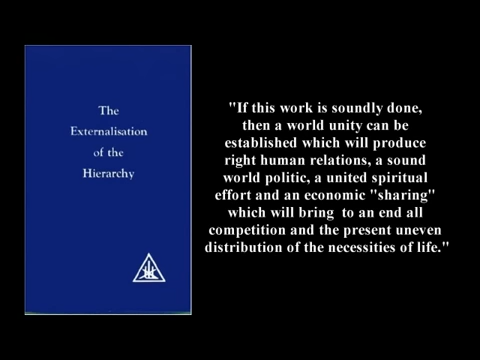 The
Externalisation
of the
Hierarchy
"If this work is soundly done,
then a world unity can be
established which will produce
right human relations, a sound
world politic, a united spiritual
effort and an economic "sharing"
which will bring to an end all
competition and the present uneven
distribution of the necessities of life."